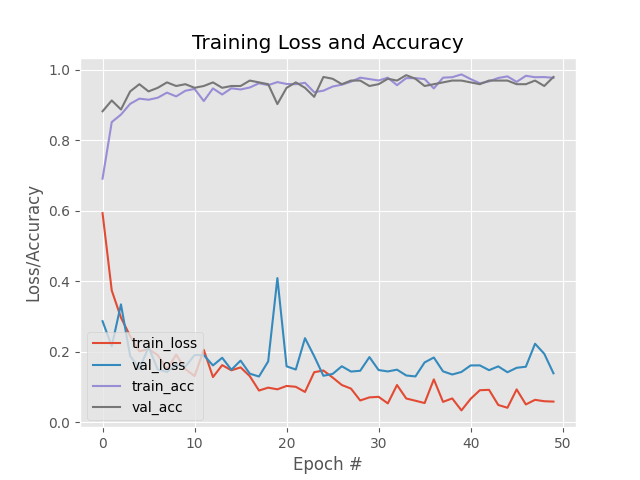 Training Loss and Accuracy
1.0
0.8
0.6
0.4
0.2
0.0
Loss/Accuracy
train_loss
val_loss
train_acc
val_acc
0 10 20 30 40 50
Epoch #